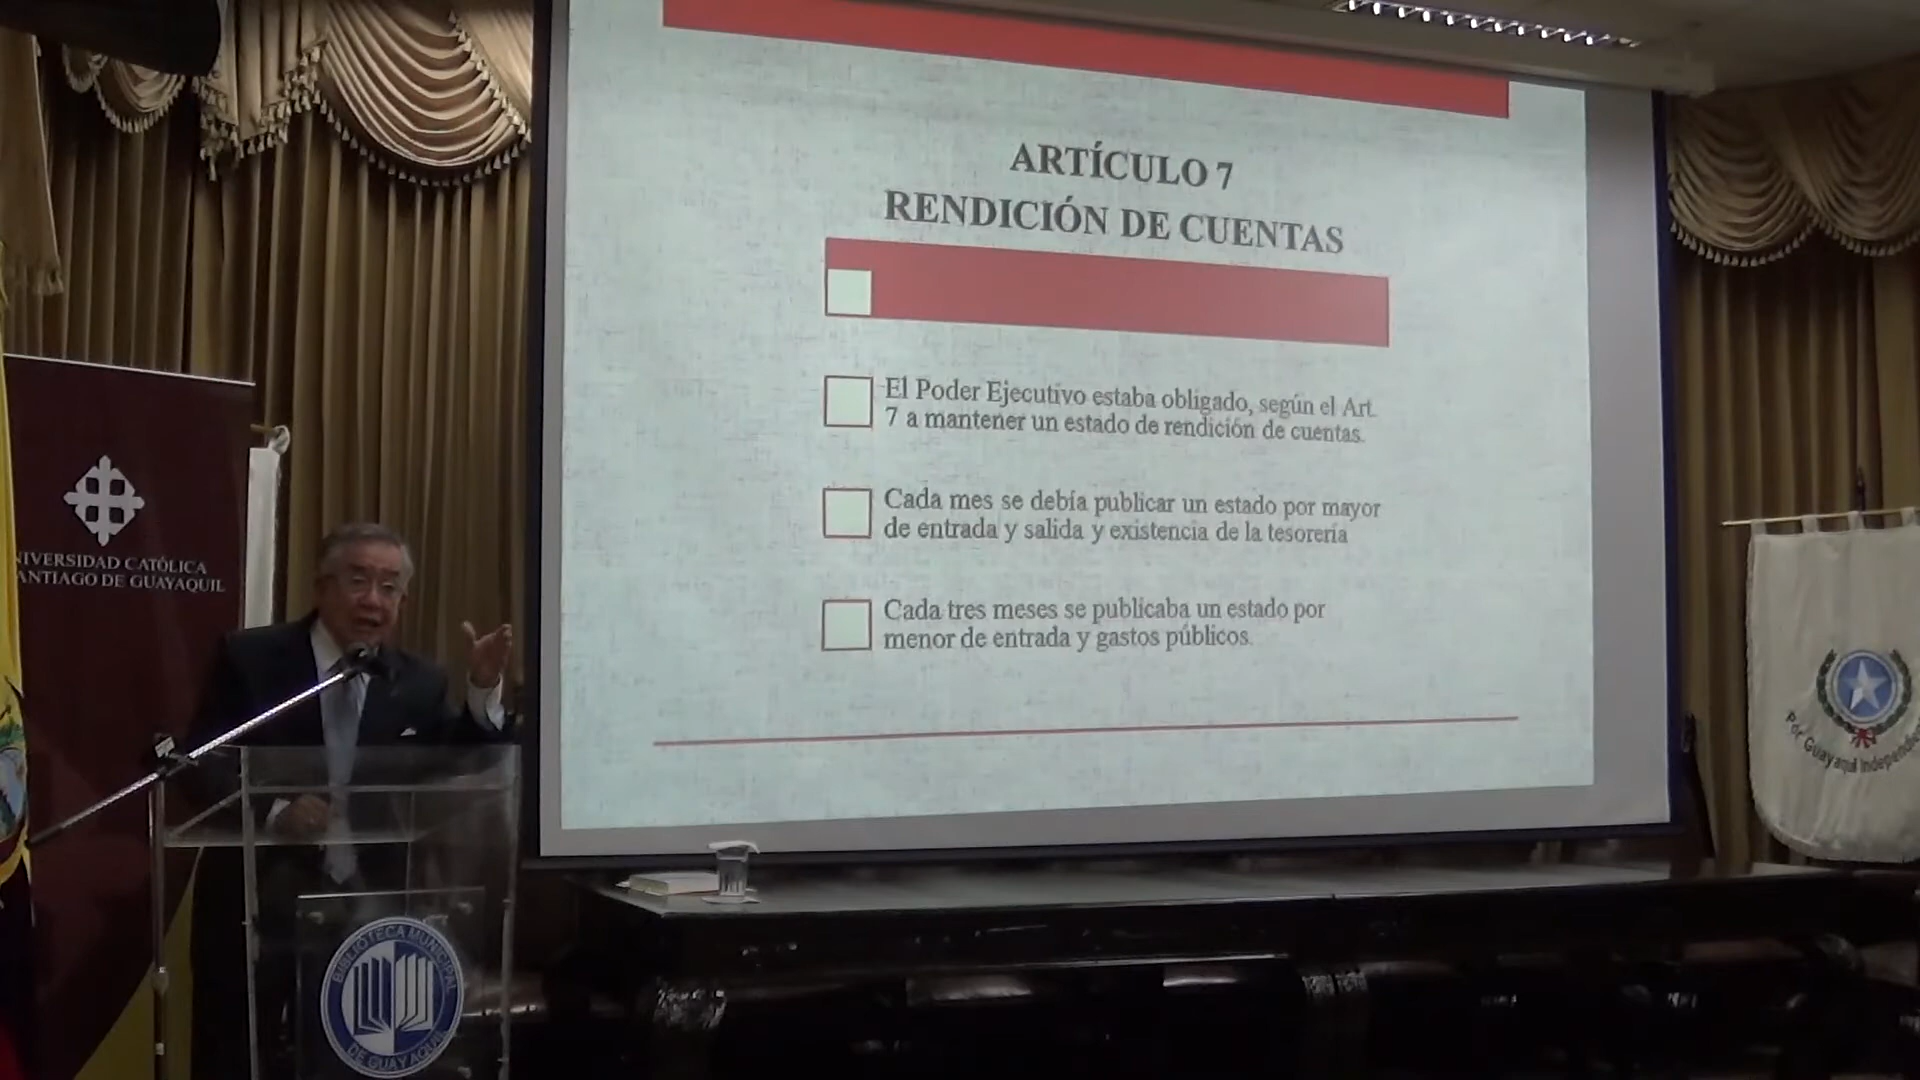 ARTÍCULO 7
RENDICIÓN DE CUENTAS
El Poder Ejecutivo estaba obligado, según el Art.
7 a mantener un estado de rendición de cuentas.
Cada mes se debía publicar un estado por mayor
de entrada y salida y existencia de la tesorería
Cada tres meses se publicaba un estado por
menor de entrada y gastos públicos.
NIVERSIDAD CATÓLICA
ANTIAGO DE GUAYAQUIL
BIBLIOTECA MUNICIPAL
DE GUAYAQUIL
Por Guayaquil Independiente